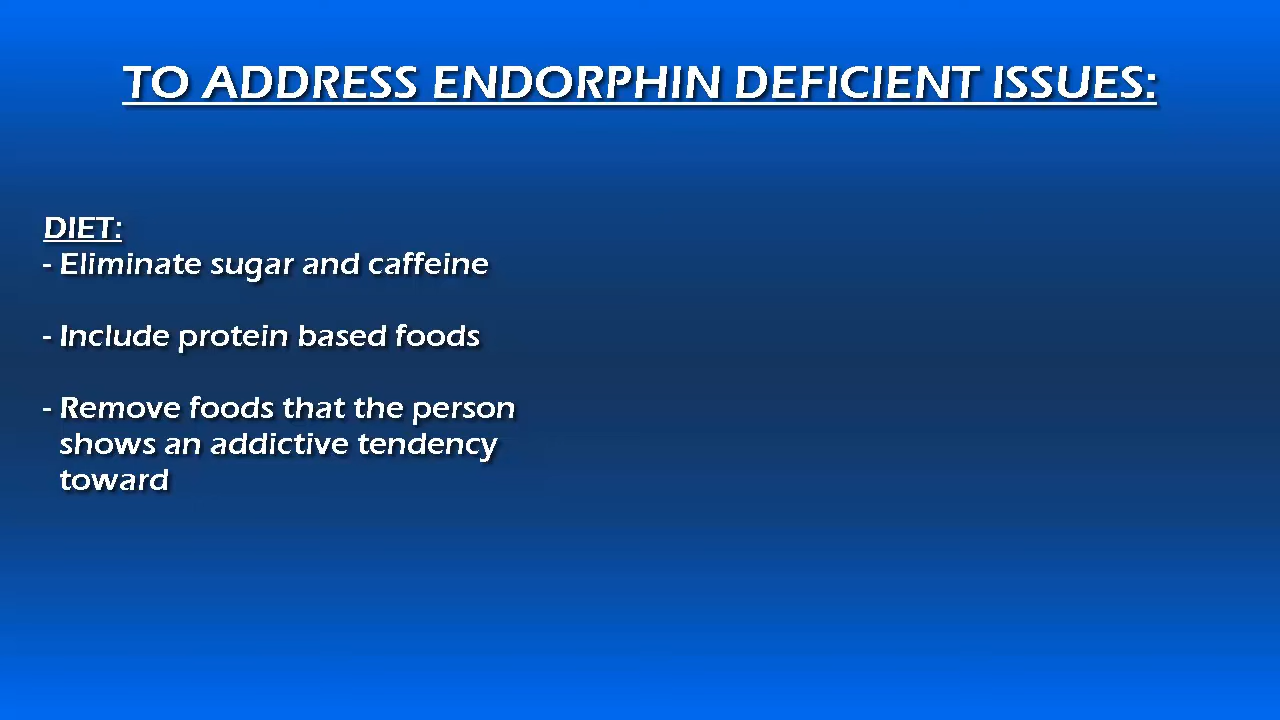 TO ADDRESS ENDORPHIN DEFICIENT ISSUES:
DIET:
- Eliminate sugar and caffeine
- Include protein based foods
- Remove foods that the person
shows an addictive tendency
toward